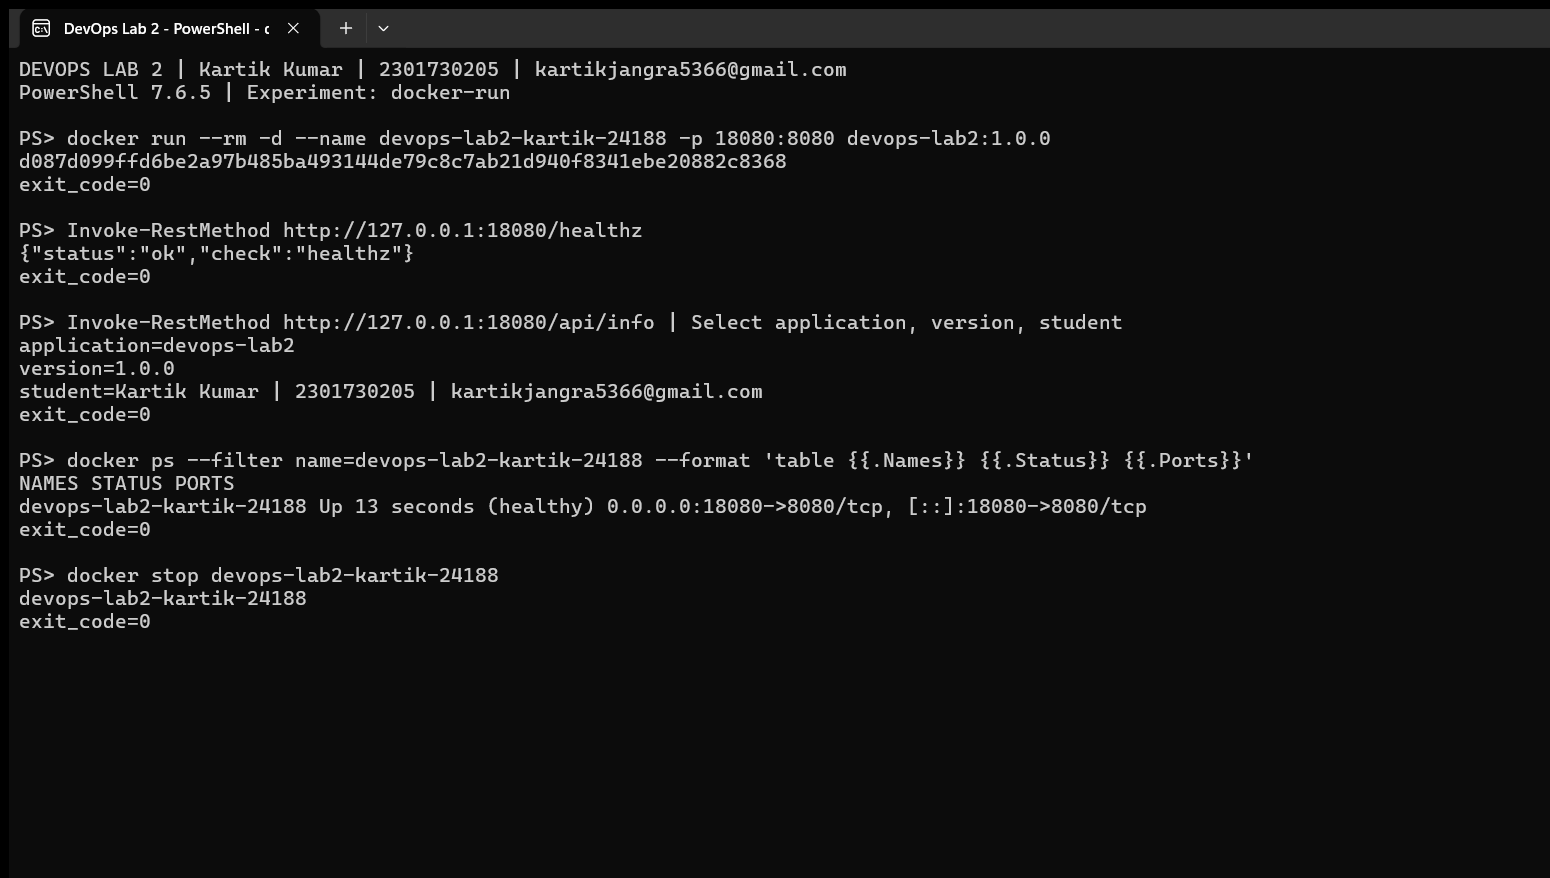 DevOps Lab 2 - PowerShell - c
DEVOPS LAB 2 | Kartik Kumar | 2301730205 | kartikjangra5366@gmail.com
PowerShell 7.6.5 | Experiment: docker-run
PS> docker run --rm -d --name devops-lab2-kartik-24188 -p 18080:8080 devops-lab2:1.0.0
d087d099ffd6be2a97b485ba493144de79c8c7ab21d940f8341ebe20882c8368
exit_code=0
PS> Invoke-RestMethod http://127.0.0.1:18080/healthz
{"status":"ok","check":"healthz"}
exit_code=0
PS> Invoke-RestMethod http://127.0.0.1:18080/api/info | Select application, version, student
application=devops-lab2
version=1.0.0
student=Kartik Kumar | 2301730205 | kartikjangra5366@gmail.com
exit_code=0
PS> docker ps --filter name=devops-lab2-kartik-24188 --format 'table {{.Names}} {{.Status}} {{.Ports}}'
NAMES STATUS PORTS
devops-lab2-kartik-24188 Up 13 seconds (healthy) 0.0.0.0:18080->8080/tcp, [::]:18080->8080/tcp
exit_code=0
PS> docker stop devops-lab2-kartik-24188
devops-lab2-kartik-24188
exit_code=0